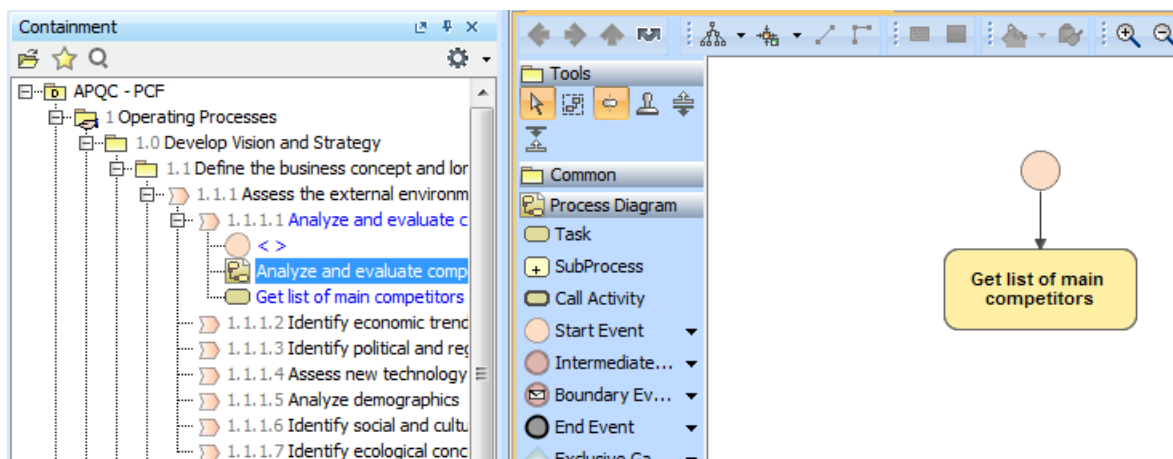 Containment
APQC - PCF
1 Operating Processes
1.0 Develop Vision and Strategy
1.1 Define the business concept and lor
1.1.1 Assess the external environm
1.1.1.1 Analyze and evaluate c
< >
Analyze and evaluate comp
Get list of main competitors
1.1.1.2 Identify economic trend
1.1.1.3 Identify political and reg
1.1.1.4 Assess new technology
1.1.1.5 Analyze demographics
1.1.1.6 Identify social and cultu
1.1.1.7 Identify ecological conc
Tools
Common
Process Diagram
Task
SubProcess
Call Activity
Start Event
Intermediate...
Boundary Ev...
End Event
Exclusive Ga...
Get list of main
competitors